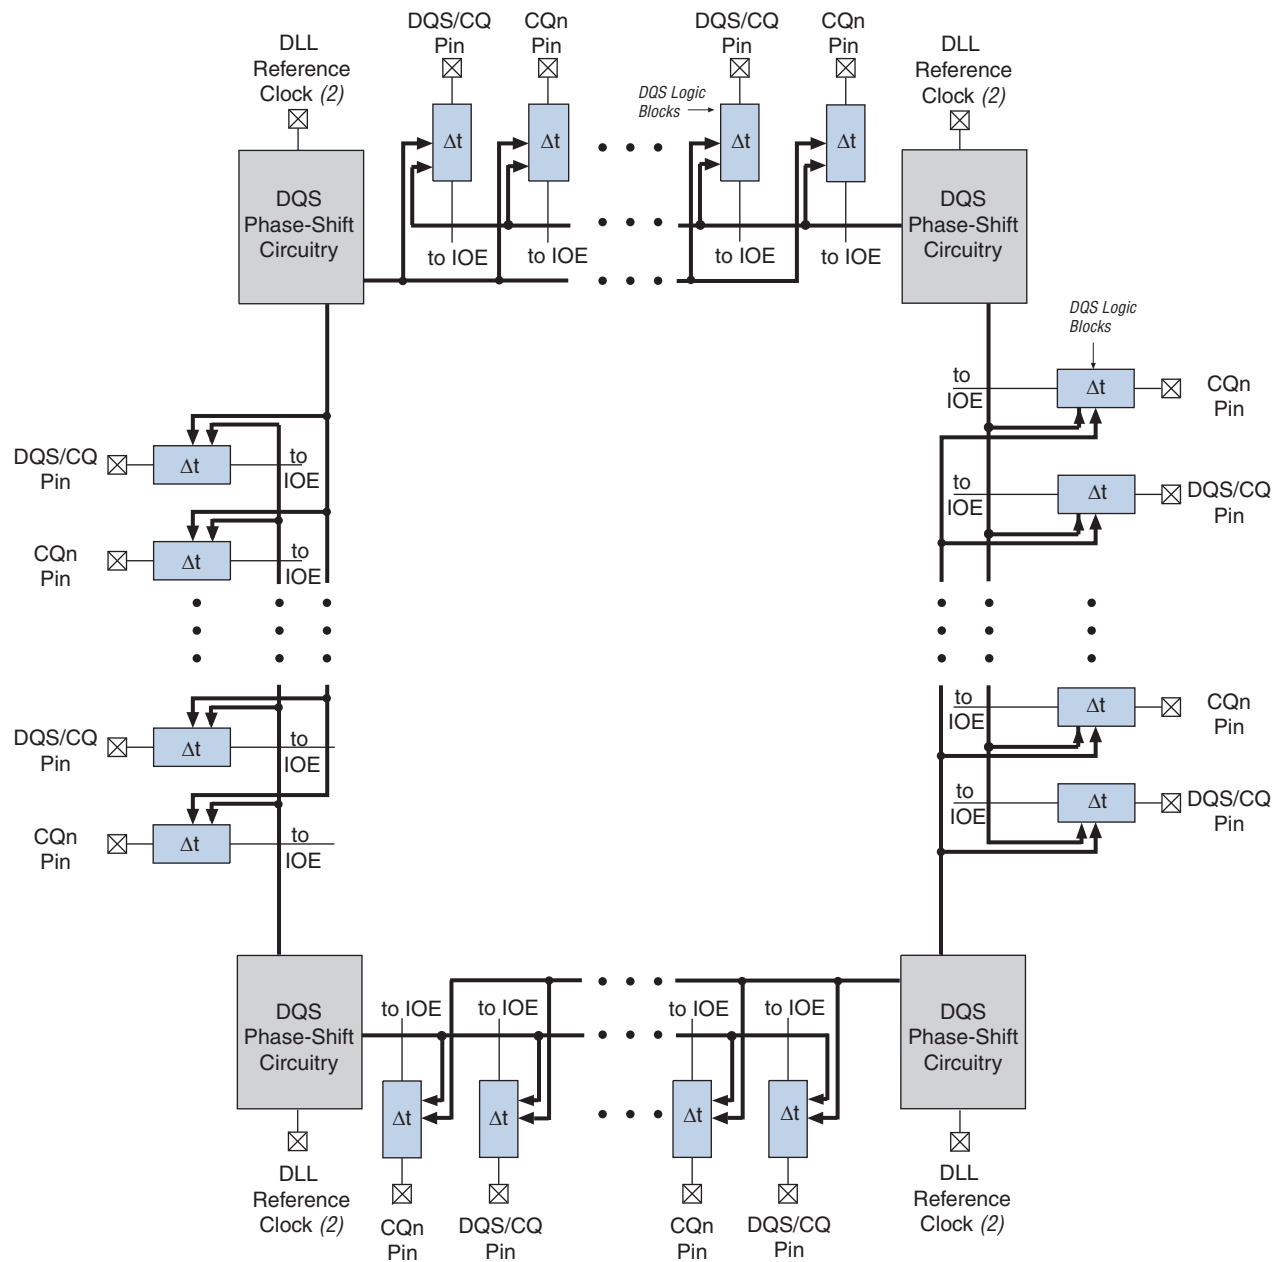 DQS/CQ
Pin
CQn
Pin
DQS/CQ
Pin
CQn
Pin
DLL
Reference
Clock (2)
DLL
Reference
Clock (2)
DQS Logic
Blocks
Δt
Δt
Δt
Δt
DQS
Phase-Shift
Circuitry
DQS
Phase-Shift
Circuitry
to IOE
to IOE
to IOE
to IOE
DQS Logic
Blocks
to
IOE
Δt
CQn
Pin
DQS/CQ
Pin
Δt
to
IOE
to
IOE
Δt
DQS/CQ
Pin
CQn
Pin
Δt
to
IOE
to
IOE
Δt
CQn
Pin
DQS/CQ
Pin
Δt
to
IOE
to
IOE
Δt
DQS/CQ
Pin
CQn
Pin
Δt
to
IOE
DQS
Phase-Shift
Circuitry
to IOE
to IOE
to IOE
to IOE
DQS
Phase-Shift
Circuitry
Δt
Δt
Δt
Δt
DLL
Reference
Clock (2)
CQn
Pin
DQS/CQ
Pin
CQn
Pin
DQS/CQ
Pin
DLL
Reference
Clock (2)